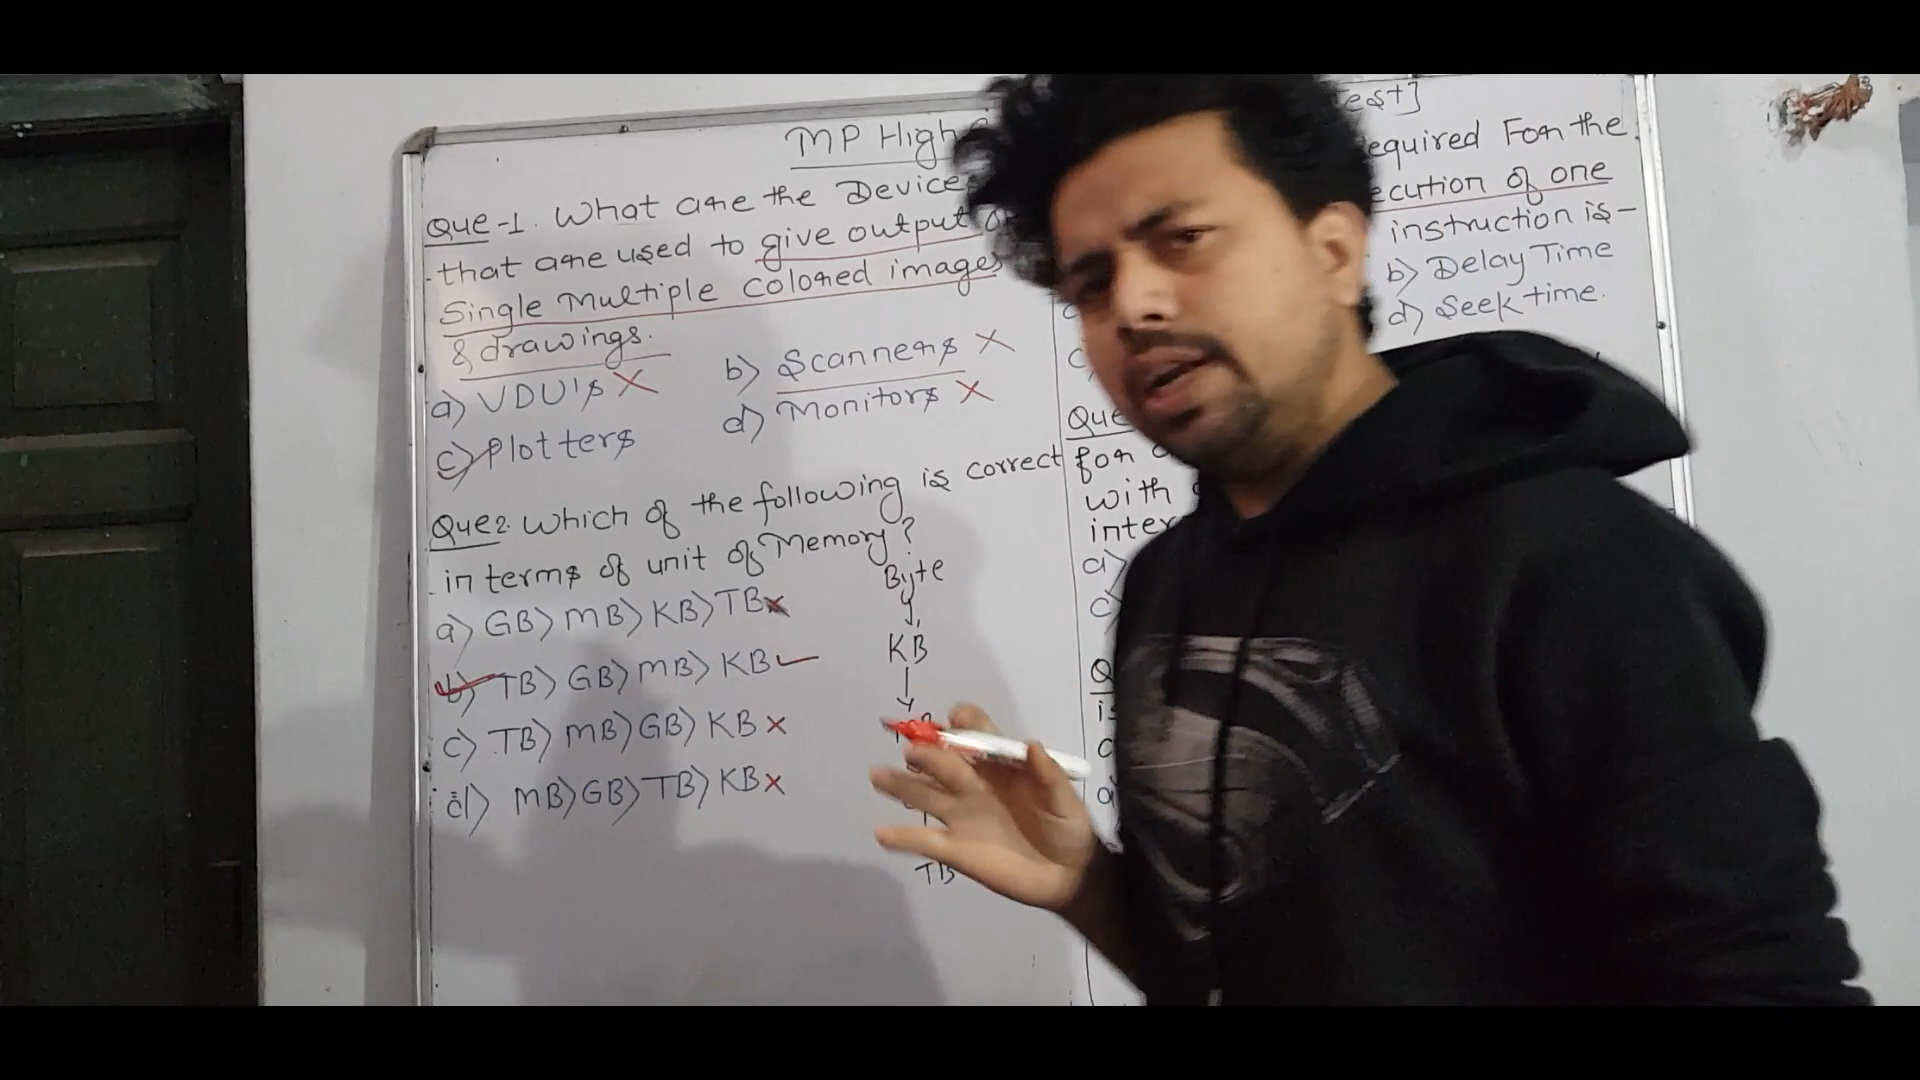 MP High
Que-1. What are the Device
that are used to give output
Single Multiple colored images
& drawings.
a) VDU's X
b) Scanners X
c) Plotters
d) Monitors X
Que2. Which of the following is correct
in terms of unit of Memory?
a) GB> MB> KB> TB x
b) TB> GB> MB> KB ✓
c) TB> MB> GB> KB x
d) MB> GB> TB> KB x
Byte
KB
TB
est]
equired For the
ecution of one
instruction is-
b) Delay Time
d) Seek time.
Que
for
with
inter
a)
c)